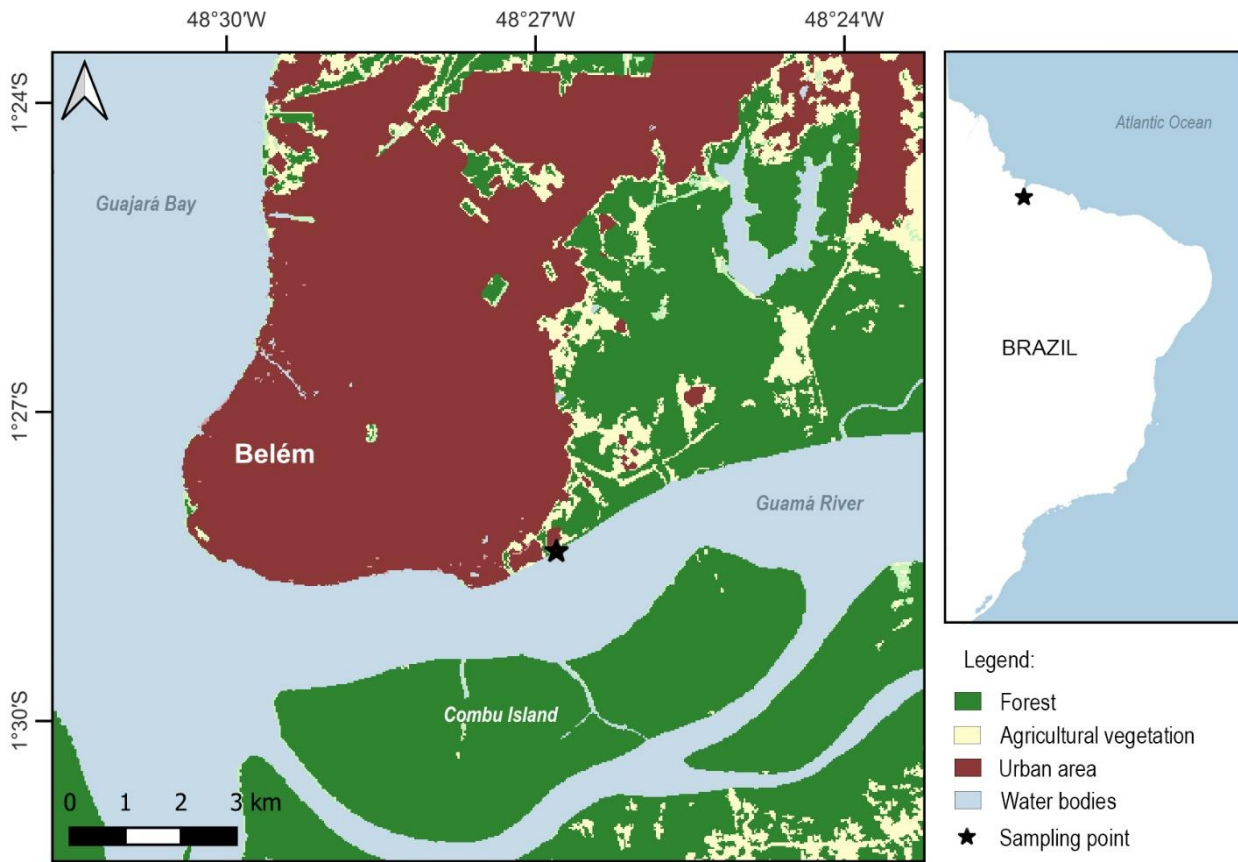 48°30'W
48°27'W
48°24'W
1°24'S
1°27'S
1°30'S
Guajará Bay
Belém
Guamá River
Combu Island
0 1 2 3 km
Atlantic Ocean
BRAZIL
Legend:
Forest
Agricultural vegetation
Urban area
Water bodies
Sampling point